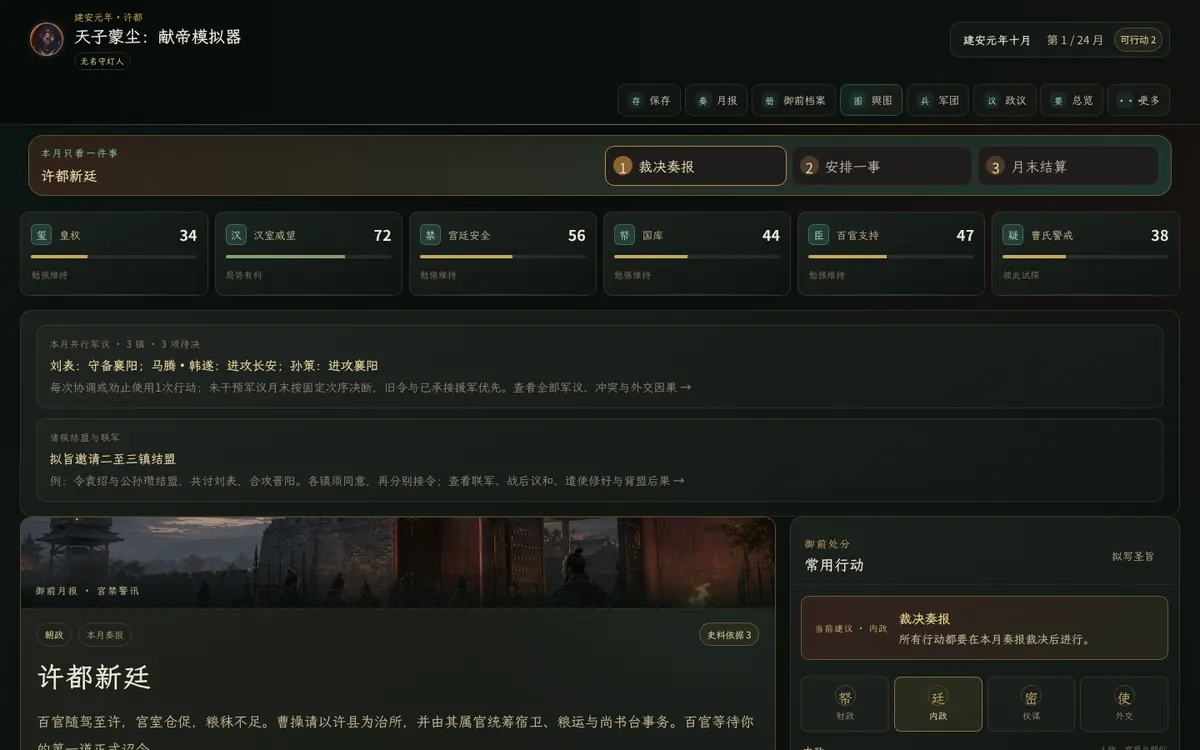 建安元年·许都
天子蒙尘：献帝模拟器
无名守灯人
建安元年十月 第 1 / 24 月 可行动 2
存 保存 奏 月报 册 御前档案 图 舆图 兵 军团 议 政议 要 总览 ·· 更多
本月只看一件事
许都新廷
1 裁决奏报 2 安排一事 3 月末结算
玺 皇权 34
勉强维持
汉 汉室威望 72
局势有利
禁 宫廷安全 56
勉强维持
帑 国库 44
勉强维持
臣 百官支持 47
勉强维持
疑 曹氏警戒 38
彼此试探
本月并行军议 · 3 镇 · 3 项待决
刘表：守备襄阳；马腾·韩遂：进攻长安；孙策：进攻襄阳
每次协调或劝止使用1次行动；未干预军议月末按固定次序决断，旧令与已承接援军优先。查看全部军议、冲突与外交因果 →
诸侯结盟与联军
拟旨邀请二至三镇结盟
例：令袁绍与公孙瓒结盟，共讨刘表，合攻晋阳。各镇须同意，再分别接令；查看联军、战后议和、遣使修好与背盟后果 →
御前月报 · 宫禁警讯
朝政 本月奏报 史料依据 3
许都新廷
百官随驾至许，宫室仓促，粮秣不足。曹操请以许县为治所，并由其属官统筹宿卫、粮运与尚书台事务。百官等待你
的第一道正式诏令
御前处分
常用行动
拟写圣旨
当前建议 · 内政
裁决奏报
所有行动都要在本月奏报裁决后进行。
帑 财政
廷 内政
密 权谋
使 外交
内政